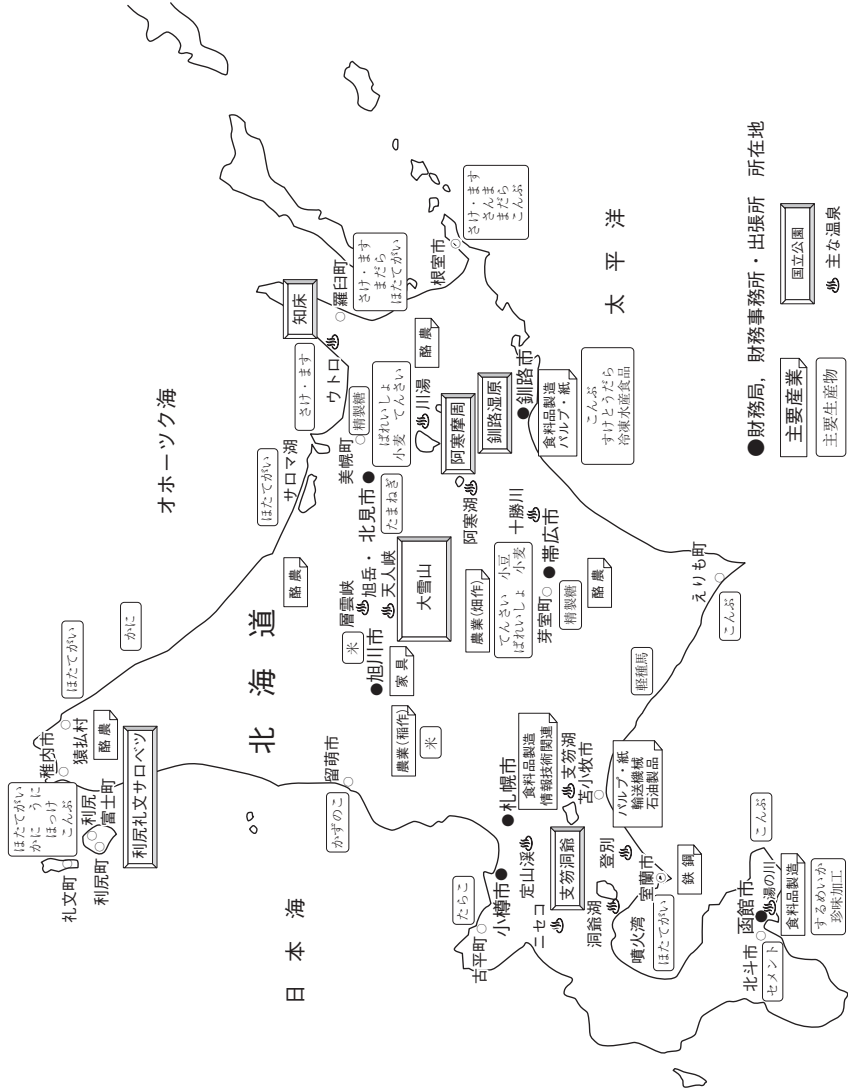 オホーツク海
日本海
太平洋
北海道
ほたてがい
かに うに
ほっけ
こんぶ
稚内市
礼文町
利尻町
利尻
富士町
利尻礼文サロベツ
猿払村
酪農
ほたてがい
かに
留萌市
かずのこ
農業(稲作)
米
旭川市
米
家具
層雲峡
旭岳・
天人峡
大雪山
酪農
サロマ湖
ほたてがい
北見市
たまねぎ
美幌町
精製糖
ばれいしょ
小麦 てんさい
ウトロ
さけ・ます
知床
羅臼町
さけ・ます
まだら
ほたてがい
根室市
さけ・ます
さんま
まだら
こんぶ
酪農
川湯
阿寒摩周
阿寒湖
釧路湿原
釧路市
食料品製造
パルプ・紙
こんぶ
すけとうだら
冷凍水産食品
農業(畑作)
てんさい 小豆
ばれいしょ 小麦
十勝川
帯広市
芽室町
精製糖
酪農
えりも町
こんぶ
軽種馬
札幌市
食料品製造
情報技術関連
支笏湖
苫小牧市
パルプ・紙
輸送機械
石油製品
小樽市
定山渓
古平町
たらこ
ニセコ
支笏洞爺
洞爺湖
登別
室蘭市
鉄鋼
噴火湾
ほたてがい
函館市
湯の川
こんぶ
食料品製造
するめいか
珍味加工
北斗市
セメント
●財務局,財務事務所・出張所 所在地
主要産業
国立公園
主要生産物
主な温泉